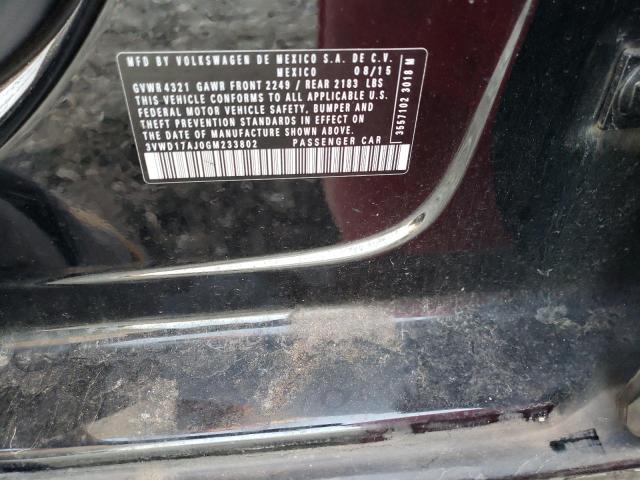 MFD BY VOLKSWAGEN DE MEXICO S.A. DE C.V.
MEXICO 08/15
GVWR 4321 GAWR FRONT 2249 / REAR 2183 LBS
THIS VEHICLE CONFORMS TO ALL APPLICABLE U.S.
FEDERAL MOTOR VEHICLE SAFETY, BUMPER AND
THEFT PREVENTION STANDARDS IN EFFECT ON THE
DATE OF MANUFACTURE SHOWN ABOVE
3VWD17AJ0GM233802 PASSENGER CAR
3557102 3018 M